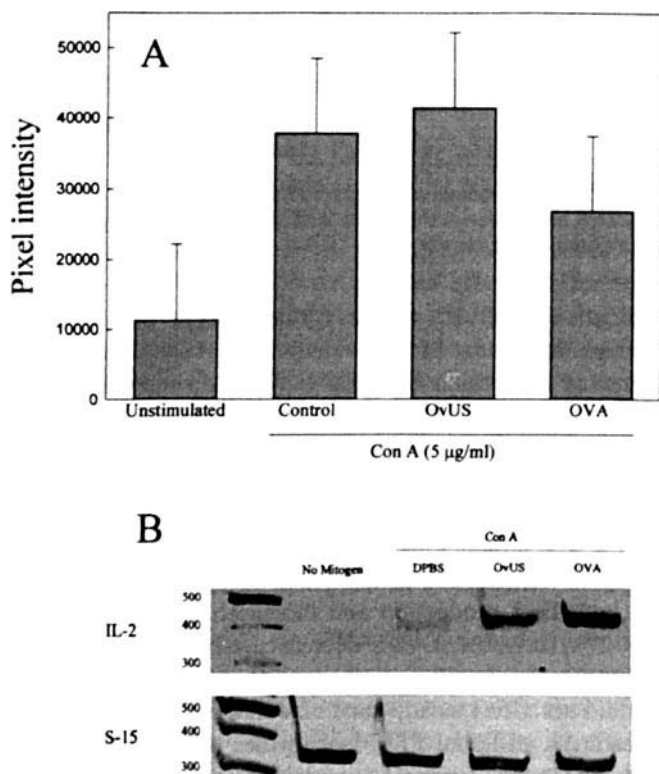 A
Pixel intensity
50000
40000
30000
20000
10000
0
Unstimulated Control OvUS OVA
Con A (5 μg/ml)
B
Con A
No Mitogen DPBS OvUS OVA
IL-2
500
400
300
S-15
500
400
300